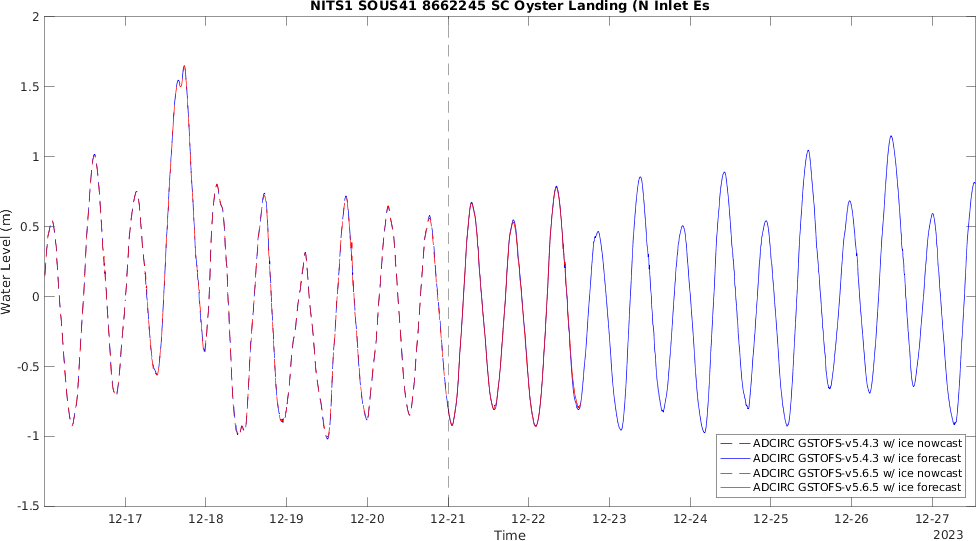 NITS1 SOUS41 8662245 SC Oyster Landing (N Inlet Es
2
1.5
1
0.5
0
-0.5
-1
-1.5
Water Level (m)
ADCIRC GSTOFS-v5.4.3 w/ ice nowcast
ADCIRC GSTOFS-v5.4.3 w/ ice forecast
ADCIRC GSTOFS-v5.6.5 w/ ice nowcast
ADCIRC GSTOFS-v5.6.5 w/ ice forecast
12-17 12-18 12-19 12-20 12-21 12-22 12-23 12-24 12-25 12-26 12-27
Time
2023